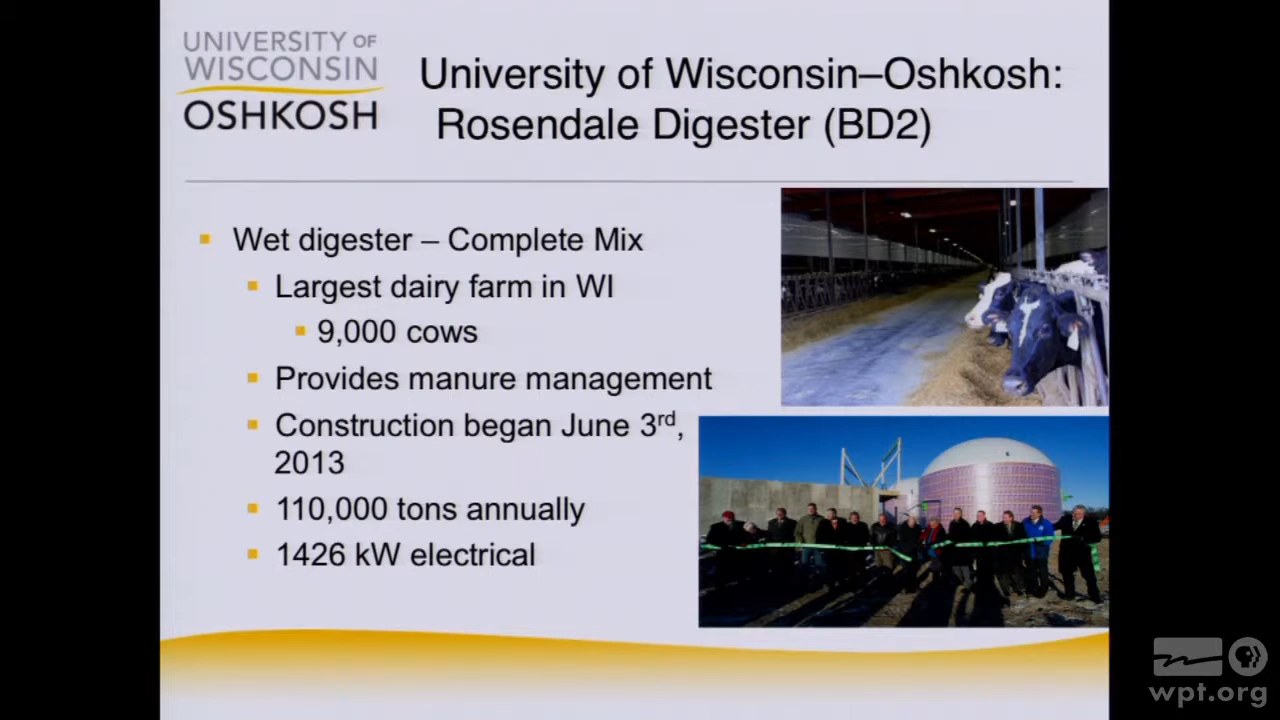 UNIVERSITY OF
WISCONSIN
OSHKOSH
University of Wisconsin–Oshkosh:
Rosendale Digester (BD2)
Wet digester – Complete Mix
Largest dairy farm in WI
9,000 cows
Provides manure management
Construction began June 3rd,
2013
110,000 tons annually
1426 kW electrical
wpt.org